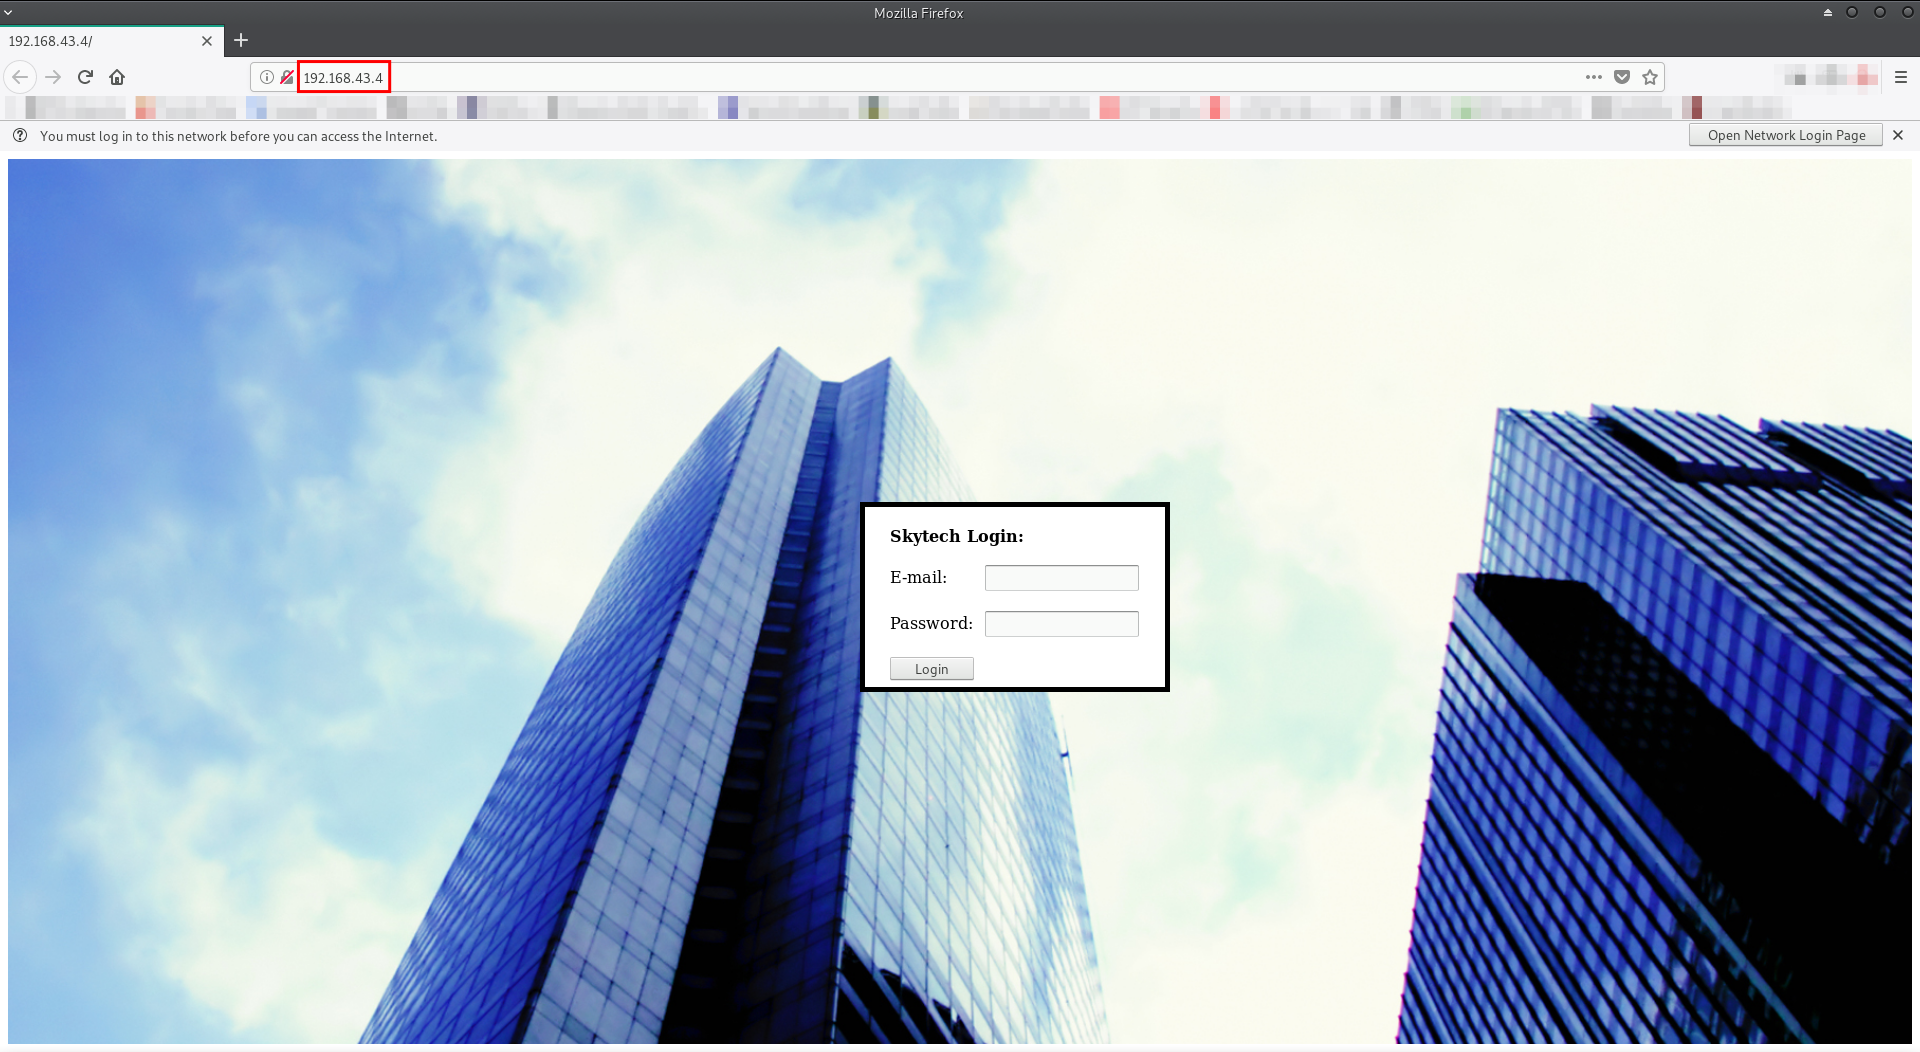 Mozilla Firefox
192.168.43.4/
192.168.43.4
You must log in to this network before you can access the Internet.
Open Network Login Page
Skytech Login:
E-mail:
Password:
Login